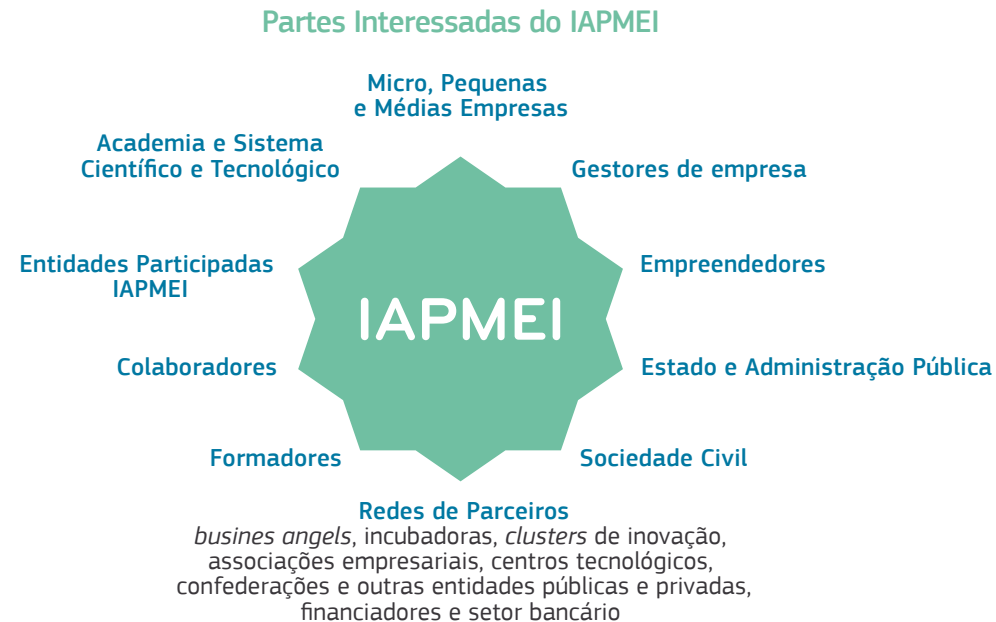 Partes Interessadas do IAPMEI
Micro, Pequenas
e Médias Empresas
Academia e Sistema
Científico e Tecnológico
Gestores de empresa
Entidades Participadas
IAPMEI
Empreendedores
IAPMEI
Colaboradores
Estado e Administração Pública
Formadores
Sociedade Civil
Redes de Parceiros
busines angels, incubadoras, clusters de inovação,
associações empresariais, centros tecnológicos,
confederações e outras entidades públicas e privadas,
financiadores e setor bancário